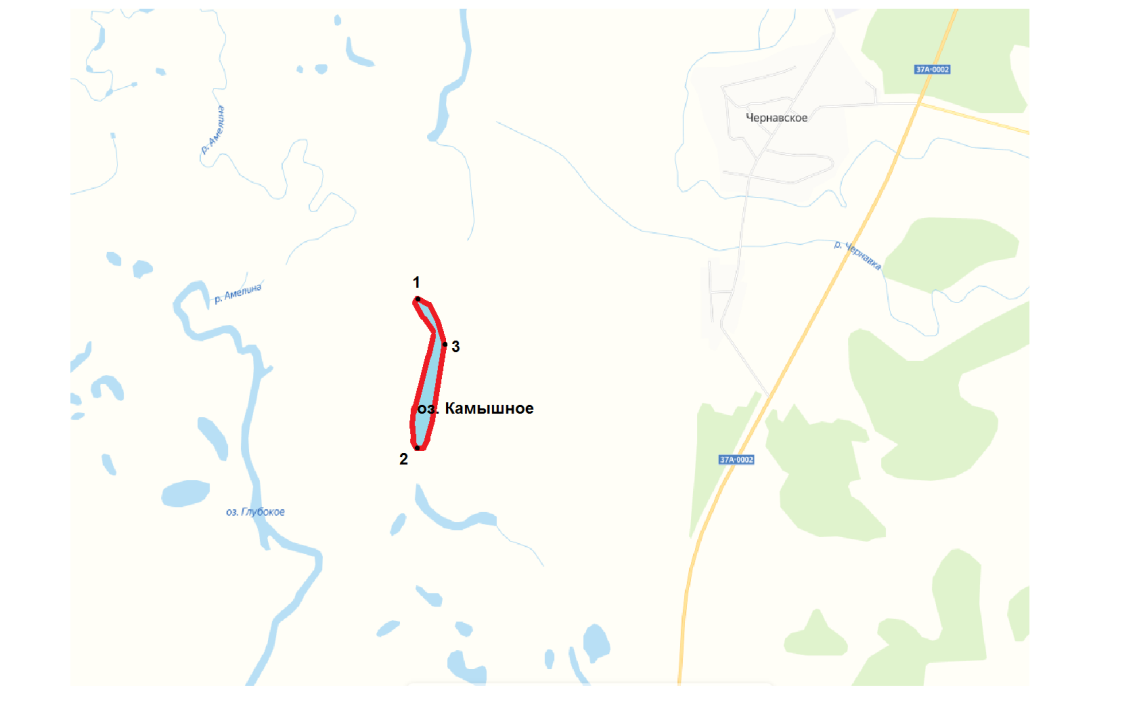 37А-0002
Чернавское
р. Амелина
р. Чернавка
1
р. Амелина
3
оз. Камышное
2
37А-0002
оз. Глубокое